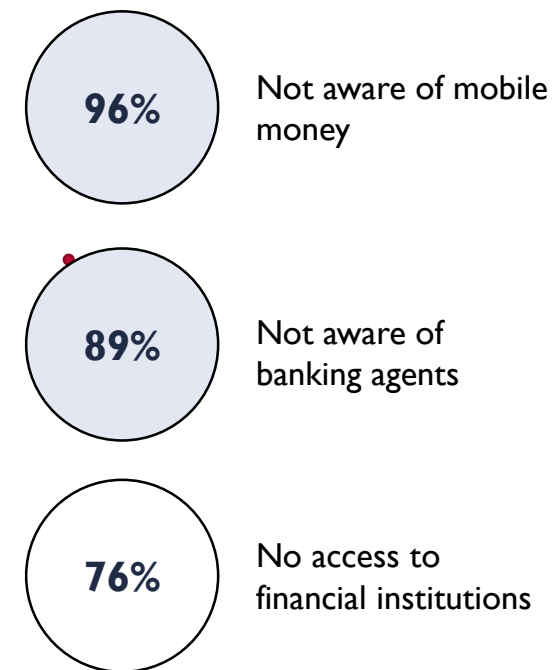 96%
Not aware of mobile
money
89%
Not aware of
banking agents
76%
No access to
financial institutions